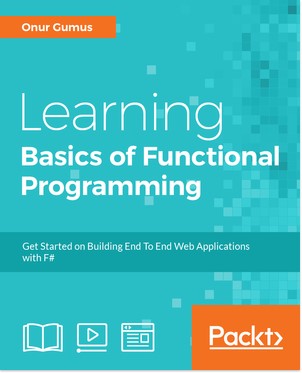 Onur Gumus
Learning
Basics of Functional
Programming
Get Started on Building End To End Web Applications
with F#
Packt>